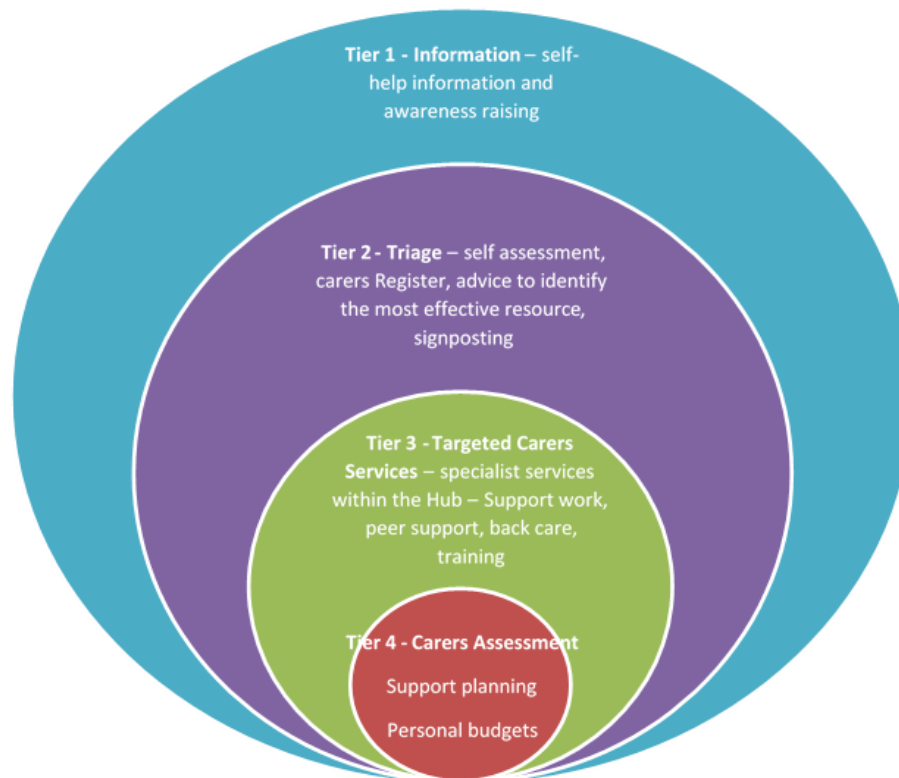 Tier 1 - Information – self-
help information and
awareness raising
Tier 2 - Triage – self assessment,
carers Register, advice to identify
the most effective resource,
signposting
Tier 3 - Targeted Carers
Services – specialist services
within the Hub – Support work,
peer support, back care,
training
Tier 4 - Carers Assessment
Support planning
Personal budgets